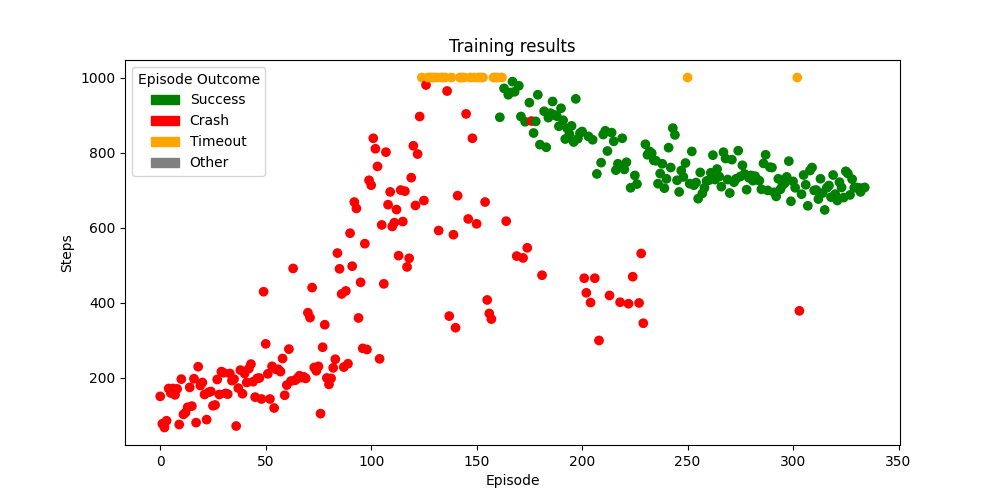 Training results
Episode Outcome
Success
Crash
Timeout
Other
Steps
1000
800
600
400
200
0 50 100 150 200 250 300 350
Episode